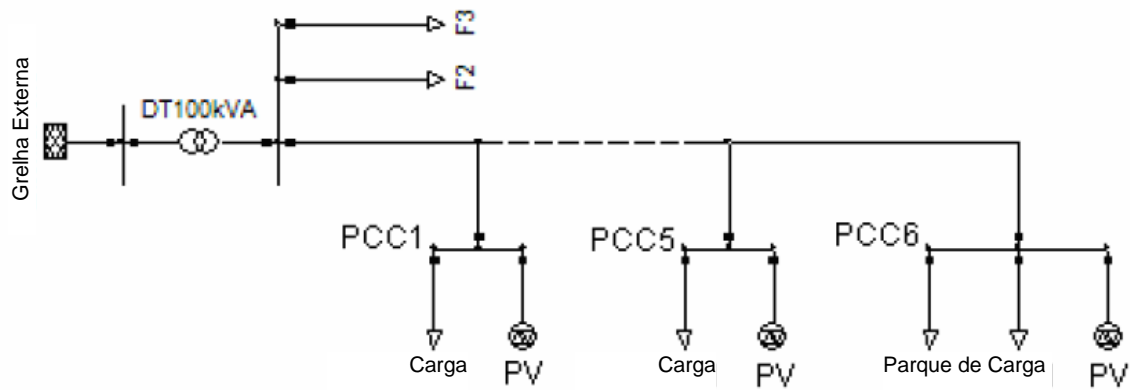 F3
F2
DT100kVA
Grelha Externa
PCC1
PCC5
PCC6
Carga
PV
Carga
PV
Parque de Carga
PV